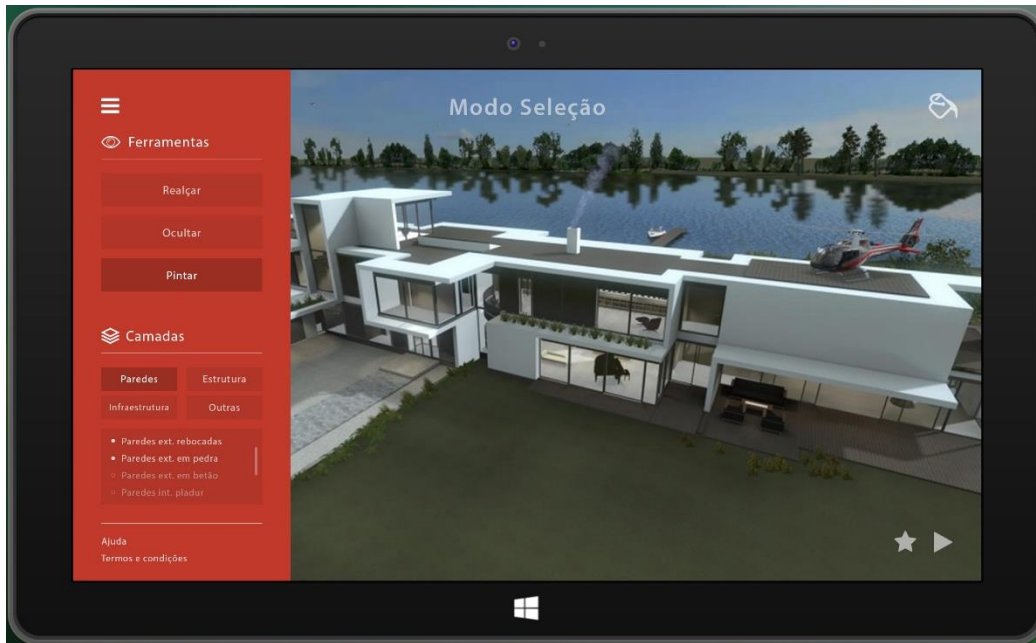 Modo Seleção
Ferramentas
Realçar
Ocultar
Pintar
Camadas
Paredes
Estrutura
Infraestrutura
Outras
Paredes ext. rebocadas
Paredes ext. em pedra
Paredes ext. em betão
Paredes int. pladur
Ajuda
Termos e condições